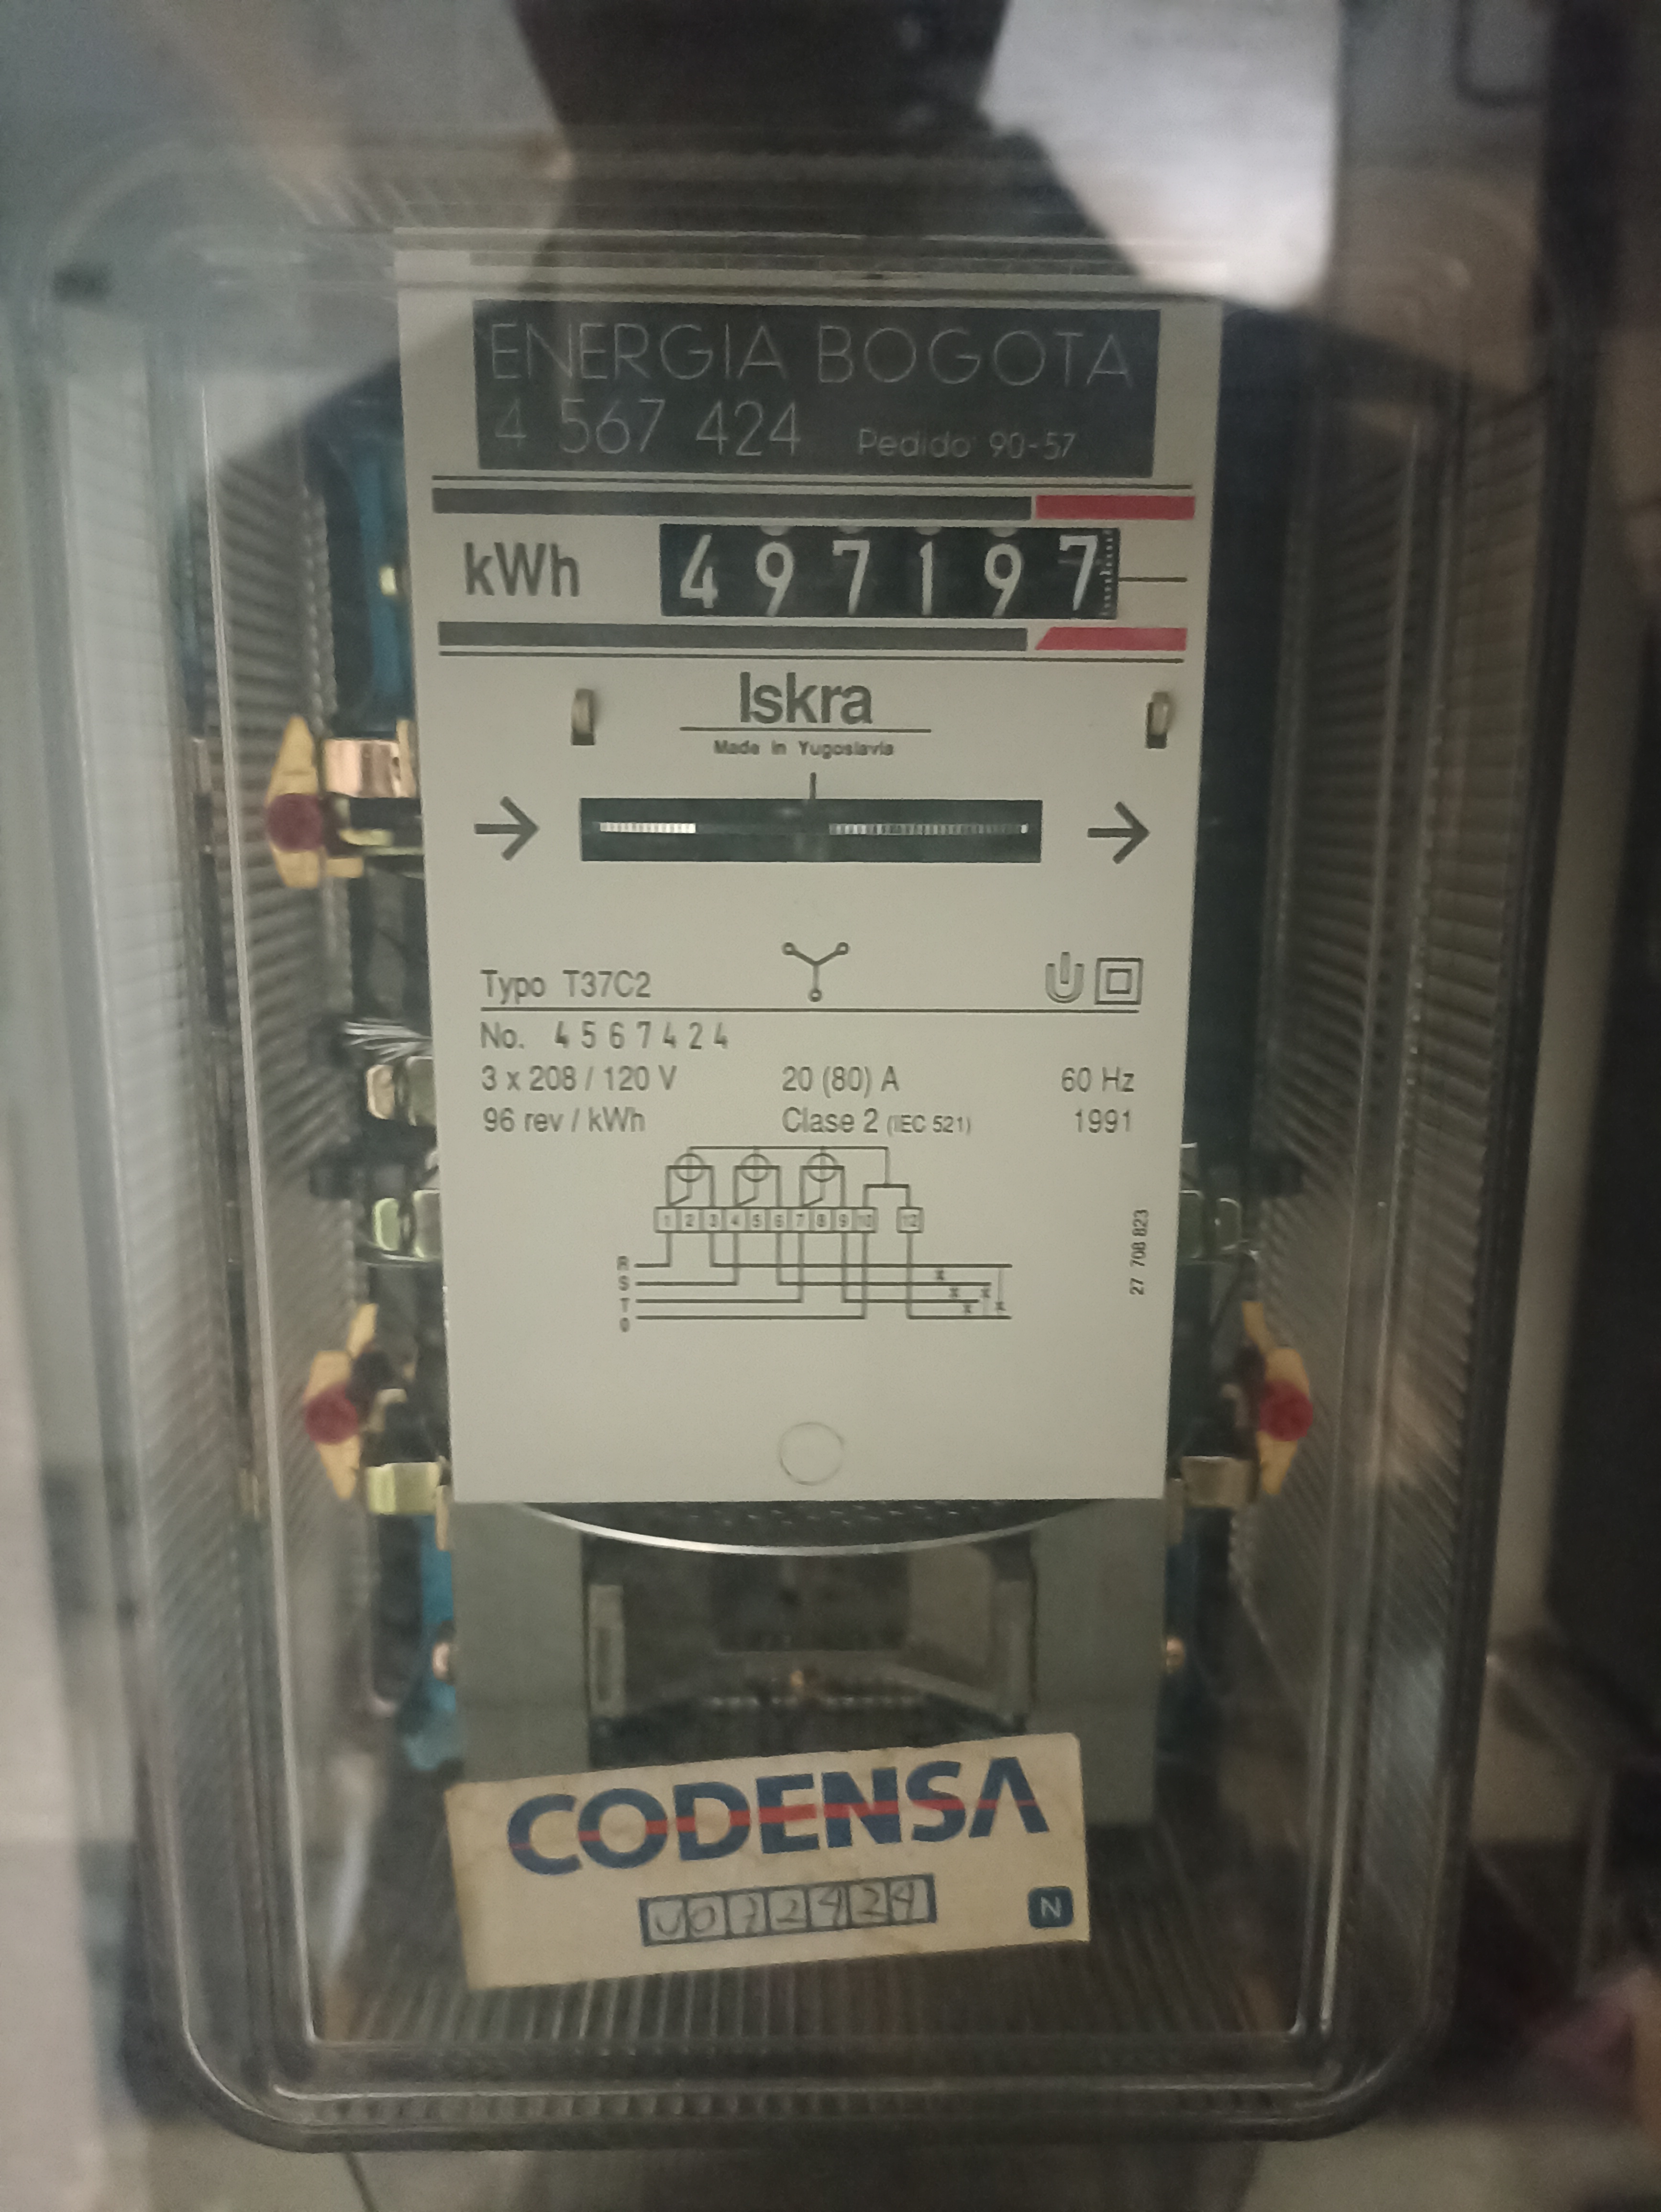 ENERGIA BOGOTA
4 567 424 Pedido 90-57
kWh 497197
Iskra
Made in Yugoslavia
Typo T37C2
No. 4567424
3 x 208 / 120 V 20 (80) A 60 Hz
96 rev / kWh Clase 2 (IEC 521) 1991
1 2 3 4 5 6 7 8 9 10 12
R
S
T
0
27 708 823
CODENSA
N